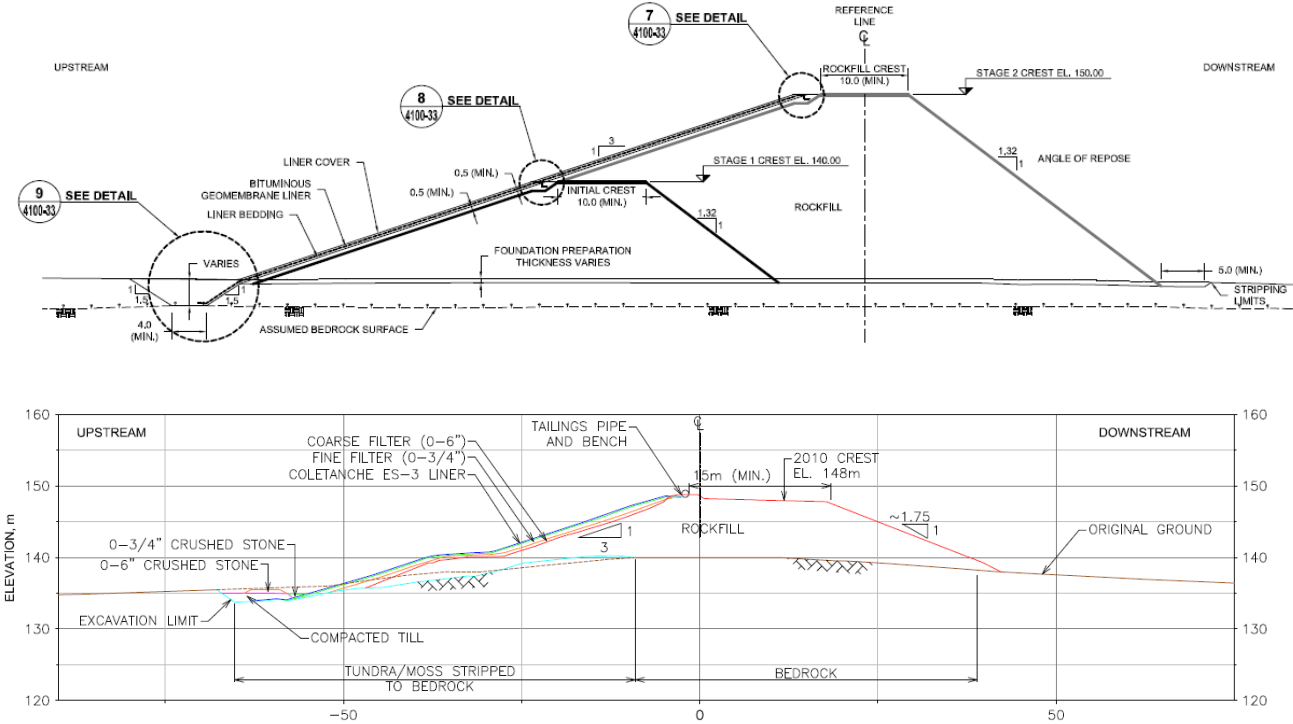 7
4100-33
SEE DETAIL
REFERENCE
LINE
℄
UPSTREAM
DOWNSTREAM
ROCKFILL CREST
10.0 (MIN.)
STAGE 2 CREST EL. 150.00
8
4100-33
SEE DETAIL
1
3
1.32
1
ANGLE OF REPOSE
LINER COVER
0.5 (MIN.)
STAGE 1 CREST EL. 140.00
BITUMINOUS
GEOMEMBRANE LINER
0.5 (MIN.)
INITIAL CREST
10.0 (MIN.)
9
4100-33
SEE DETAIL
LINER BEDDING
1.32
1
ROCKFILL
VARIES
FOUNDATION PREPARATION
THICKNESS VARIES
5.0 (MIN.)
1
1.5
1
1.5
STRIPPING
LIMITS
4.0
(MIN.)
ASSUMED BEDROCK SURFACE
160
160
UPSTREAM
TAILINGS PIPE
AND BENCH
℄
DOWNSTREAM
COARSE FILTER (0-6")
FINE FILTER (0-3/4")
COLETANCHE ES-3 LINER
15m (MIN.)
2010 CREST
EL. 148m
150
150
ROCKFILL
1
3
~1.75
1
ORIGINAL GROUND
0-3/4" CRUSHED STONE
0-6" CRUSHED STONE
140
140
ELEVATION, m
EXCAVATION LIMIT
COMPACTED TILL
130
130
TUNDRA/MOSS STRIPPED
TO BEDROCK
BEDROCK
120
120
-50
0
50